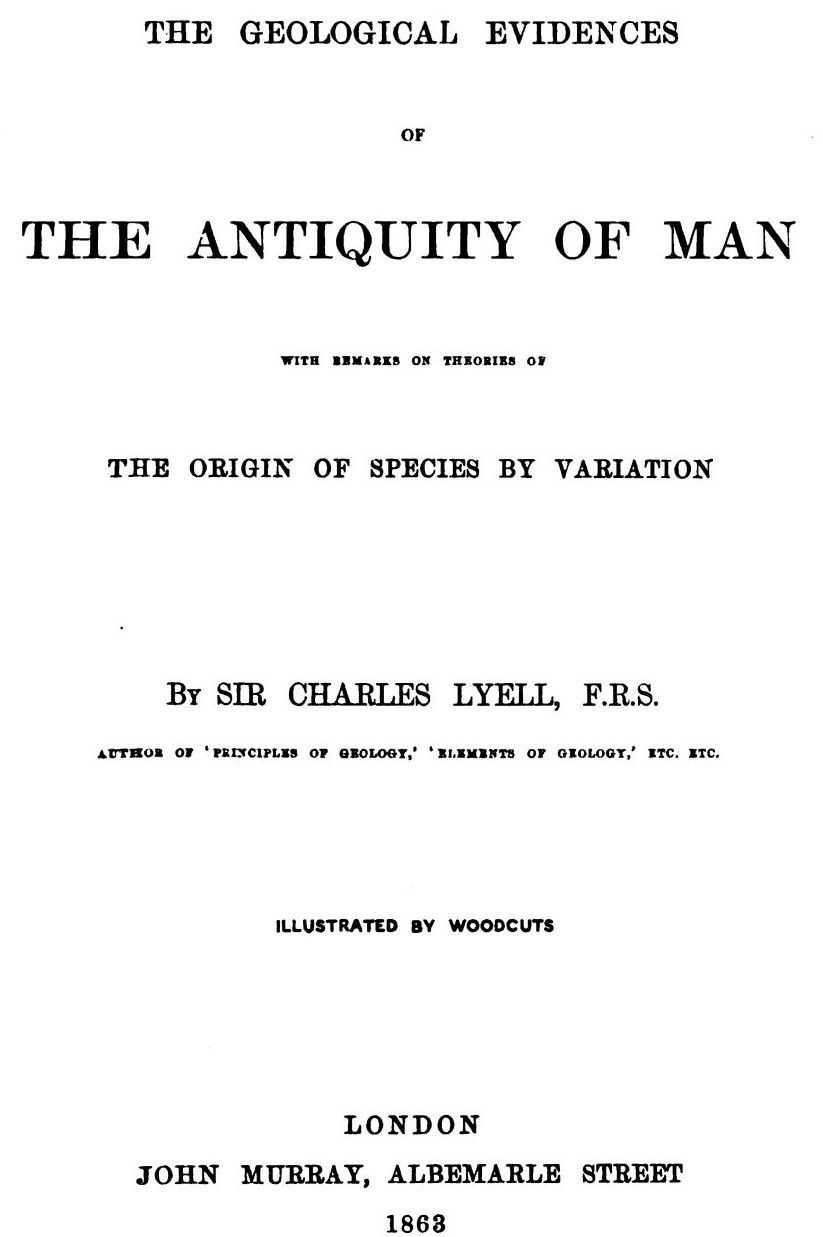 THE GEOLOGICAL EVIDENCES
OF
THE ANTIQUITY OF MAN
WITH REMARKS ON THEORIES OF
THE ORIGIN OF SPECIES BY VARIATION
BY SIR CHARLES LYELL, F.R.S.
AUTHOR OF 'PRINCIPLES OF GEOLOGY,' 'ELEMENTS OF GEOLOGY,' ETC. ETC.
ILLUSTRATED BY WOODCUTS
LONDON
JOHN MURRAY, ALBEMARLE STREET
1863